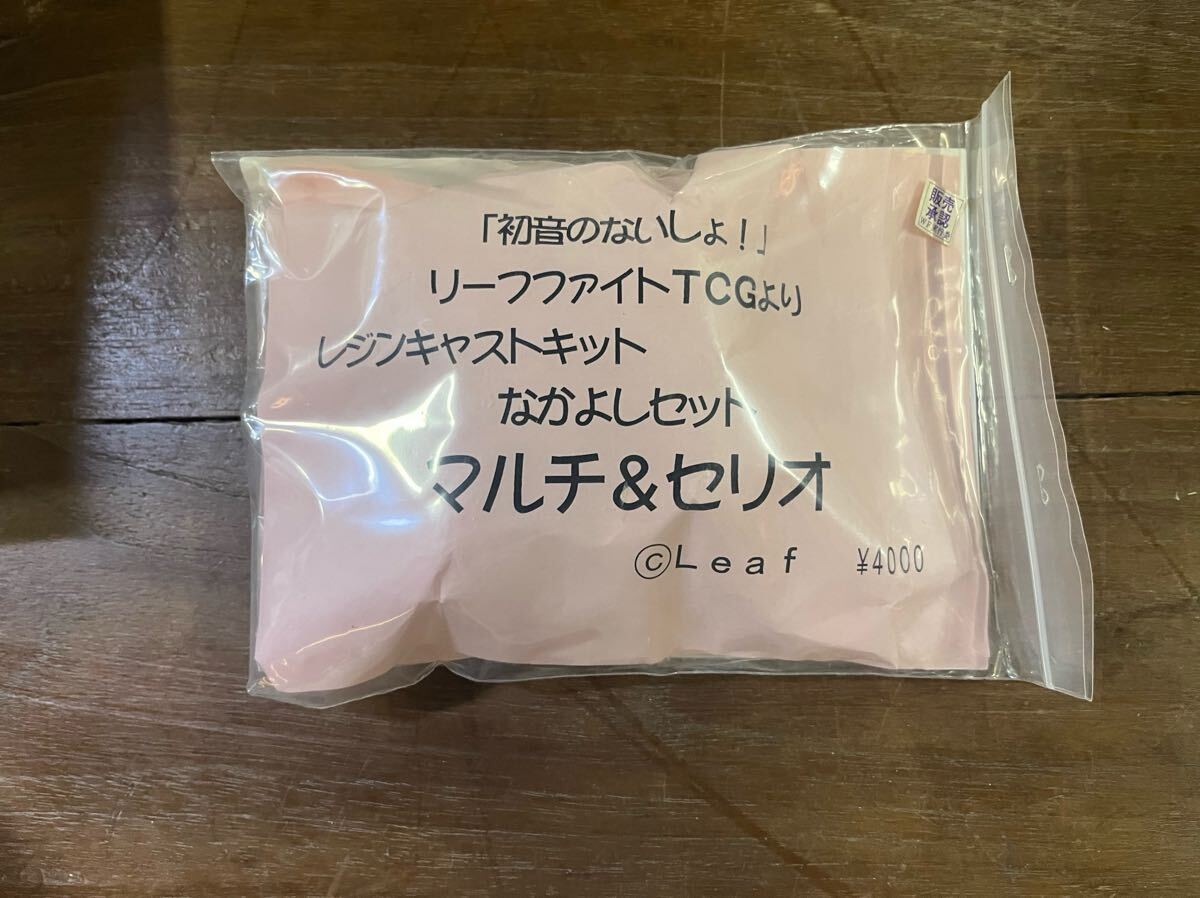 「初音のないしょ！」
リーフファイトTCGより
レジンキャストキット
なかよしセット
マルチ&セリオ
©Leaf ¥4000
販売
承認